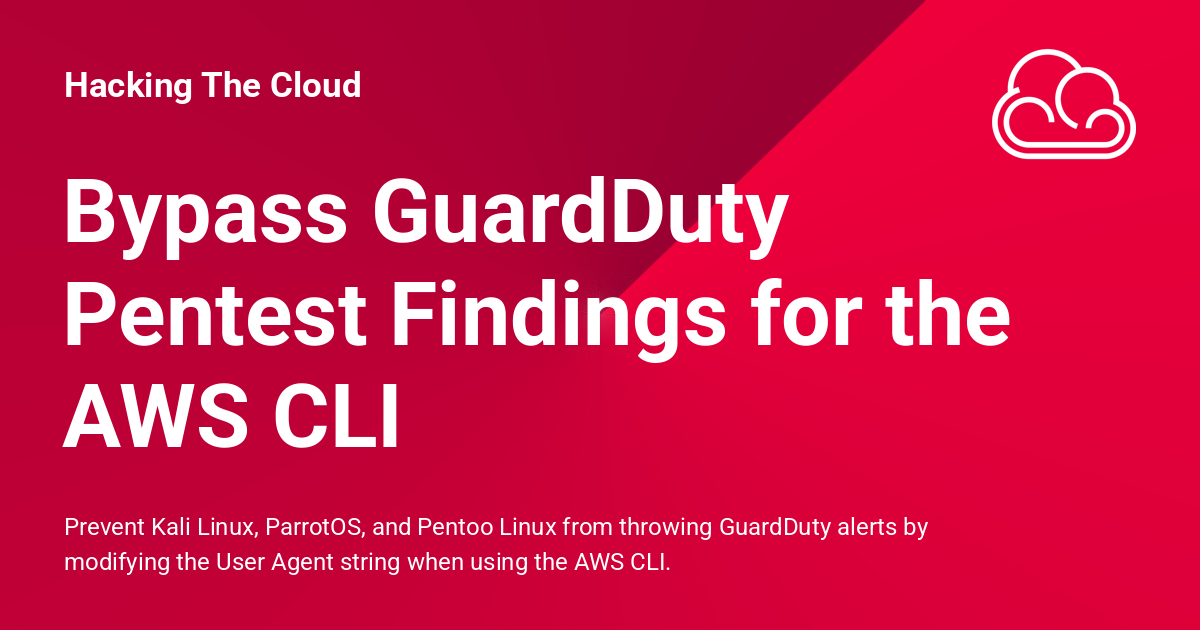 Hacking The Cloud
Bypass GuardDuty
Pentest Findings for the
AWS CLI
Prevent Kali Linux, ParrotOS, and Pentoo Linux from throwing GuardDuty alerts by
modifying the User Agent string when using the AWS CLI.